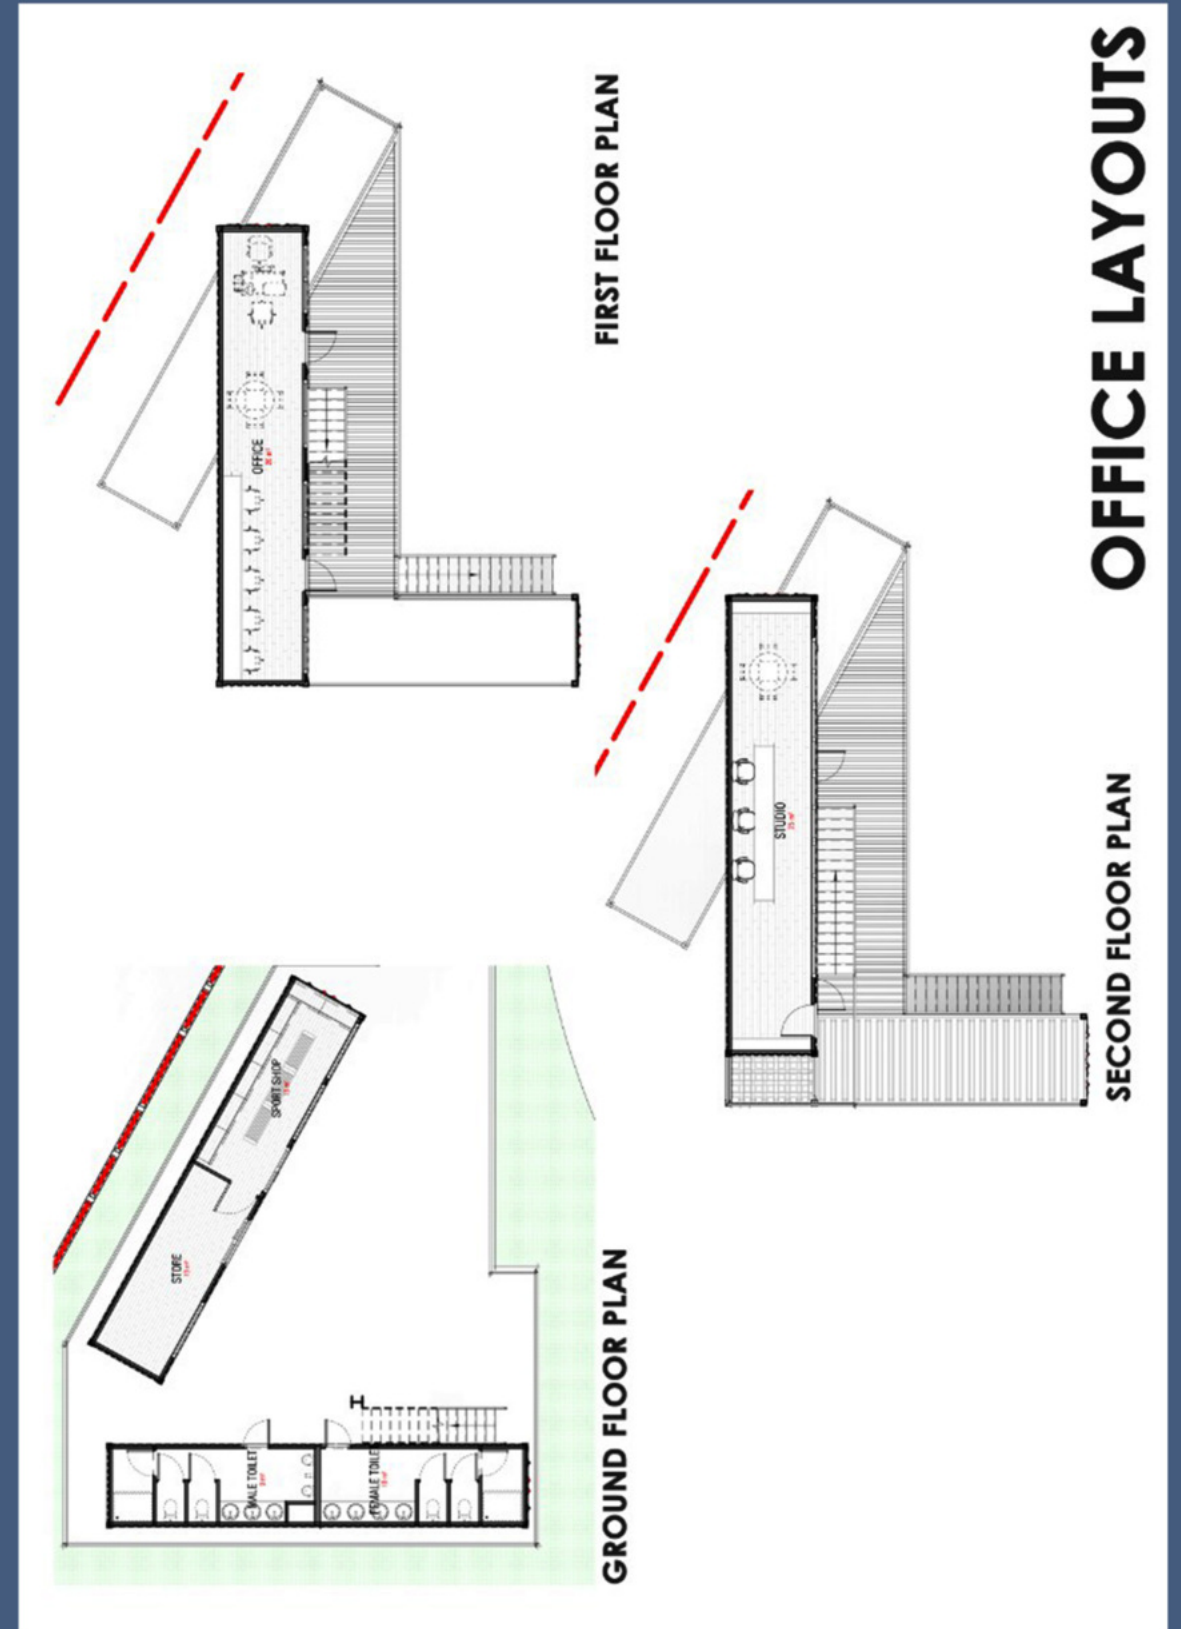 OFFICE LAYOUTS
GROUND FLOOR PLAN
STORE
SPORT SHOP
MALE TOILET
FEMALE TOILET
FIRST FLOOR PLAN
OFFICE
SECOND FLOOR PLAN
STUDIO